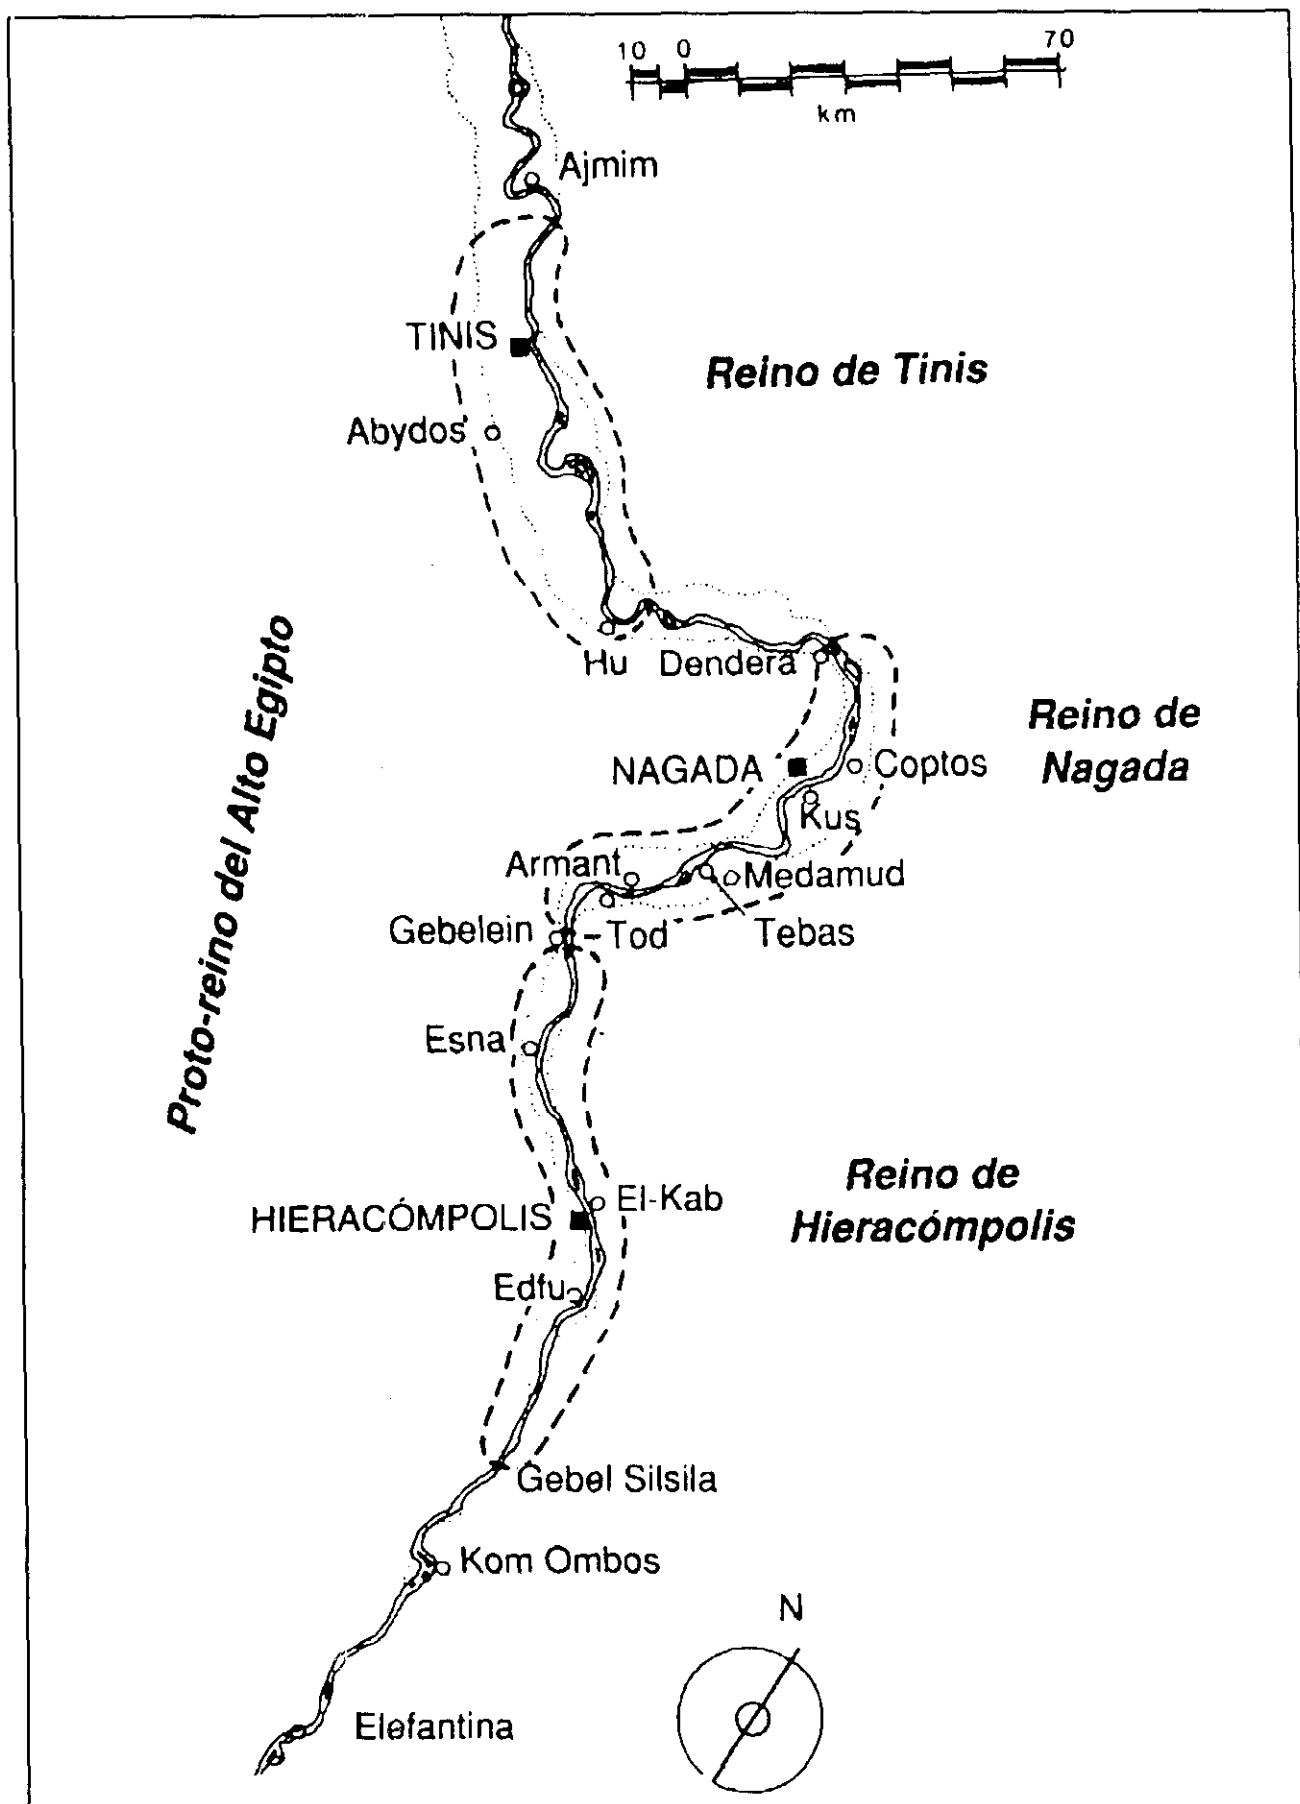 10 0 70
km
Ajmim
TINIS
Reino de Tinis
Abydos
Proto-reino del Alto Egipto
Hu
Dendera
Reino de
Nagada
NAGADA
Coptos
Kus
Armant
Medamud
Gebelein
Tod
Tebas
Esna
Reino de
Hieracómpolis
El-Kab
HIERACÓMPOLIS
Edfu
Gebel Silsila
Kom Ombos
N
Elefantina